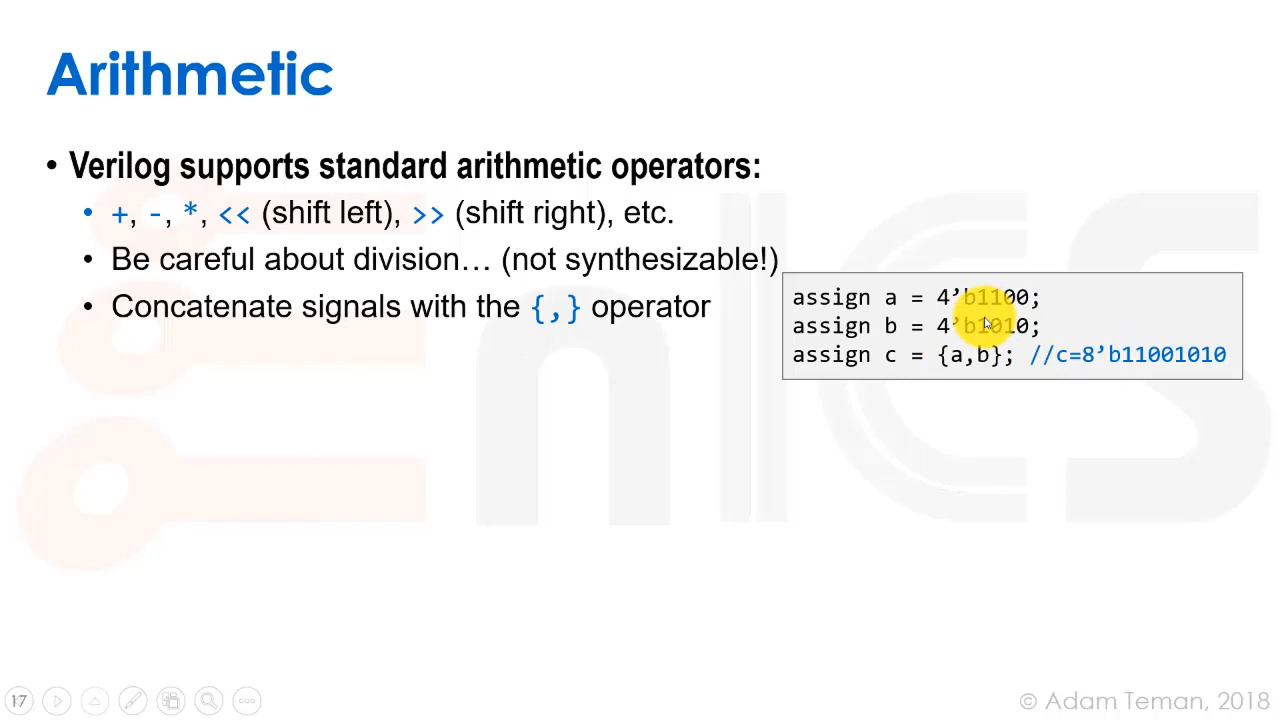 Arithmetic
• Verilog supports standard arithmetic operators:
• +, -, *, << (shift left), >> (shift right), etc.
• Be careful about division… (not synthesizable!)
• Concatenate signals with the {,} operator
assign a = 4’b1100;
assign b = 4’b1010;
assign c = {a,b}; //c=8’b11001010
nICS
17
© Adam Teman, 2018